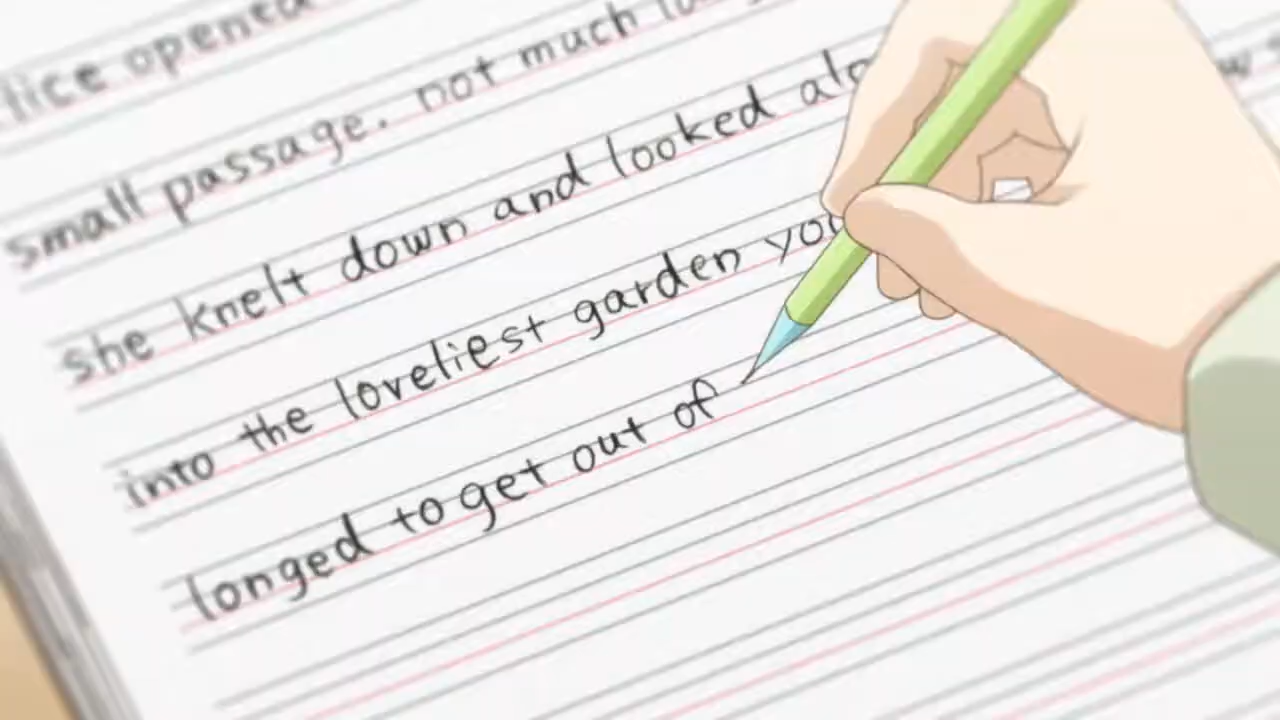 lice opened
small passage. not much
she knelt down and looked alo
into the loveliest garden you
longed to get out of